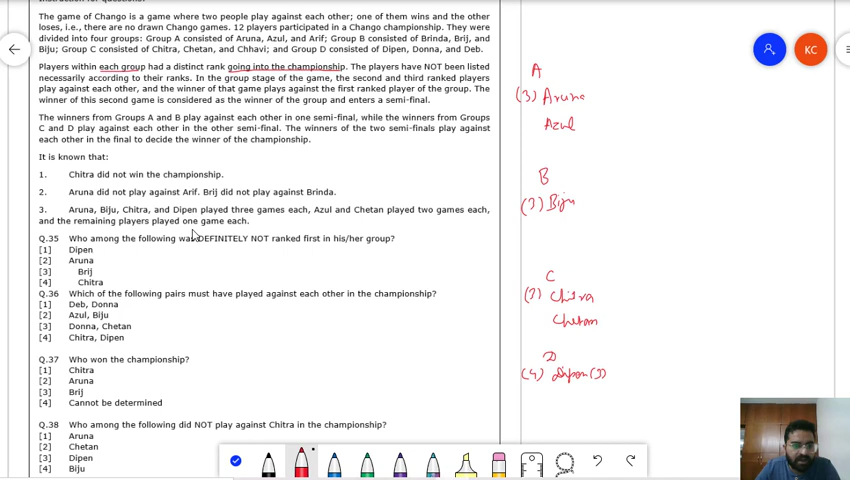 The game of Chango is a game where two people play against each other; one of them wins and the other
loses, i.e., there are no drawn Chango games. 12 players participated in a Chango championship. They were
divided into four groups: Group A consisted of Aruna, Azul, and Arif; Group B consisted of Brinda, Brij, and
Biju; Group C consisted of Chitra, Chetan, and Chhavi; and Group D consisted of Dipen, Donna, and Deb.
Players within each group had a distinct rank going into the championship. The players have NOT been listed
necessarily according to their ranks. In the group stage of the game, the second and third ranked players
play against each other, and the winner of that game plays against the first ranked player of the group. The
winner of this second game is considered as the winner of the group and enters a semi-final.
The winners from Groups A and B play against each other in one semi-final, while the winners from Groups
C and D play against each other in the other semi-final. The winners of the two semi-finals play against
each other in the final to decide the winner of the championship.
It is known that:
1. Chitra did not win the championship.
2. Aruna did not play against Arif. Brij did not play against Brinda.
3. Aruna, Biju, Chitra, and Dipen played three games each, Azul and Chetan played two games each,
and the remaining players played one game each.
Q.35 Who among the following was DEFINITELY NOT ranked first in his/her group?
[1] Dipen
[2] Aruna
[3] Brij
[4] Chitra
Q.36 Which of the following pairs must have played against each other in the championship?
[1] Deb, Donna
[2] Azul, Biju
[3] Donna, Chetan
[4] Chitra, Dipen
Q.37 Who won the championship?
[1] Chitra
[2] Aruna
[3] Brij
[4] Cannot be determined
Q.38 Who among the following did NOT play against Chitra in the championship?
[1] Aruna
[2] Chetan
[3] Dipen
[4] Biju
A
(3) Aruna
Azul
B
(3) Biju
C
(3) Chitra
Chetan
D
(4) Dipen (3)
KC